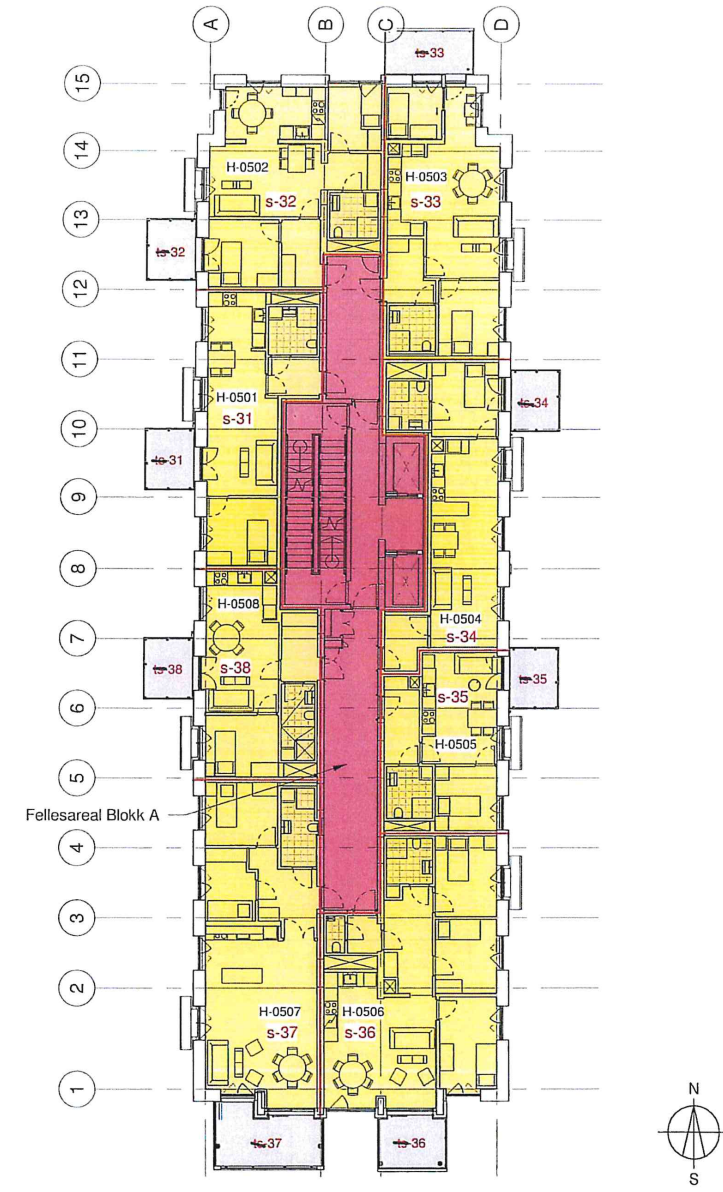 A
B
C
D
15
ts-33
14
H-0502
H-0503
s-32
s-33
13
ts-32
12
11
H-0501
s-31
ts-34
10
ts-31
9
8
H-0508
H-0504
s-34
7
s-38
ts-38
ts-35
s-35
6
H-0505
5
Fellesareal Blokk A
4
3
2
H-0507
H-0506
s-37
s-36
1
ts-37
ts-36
N
S